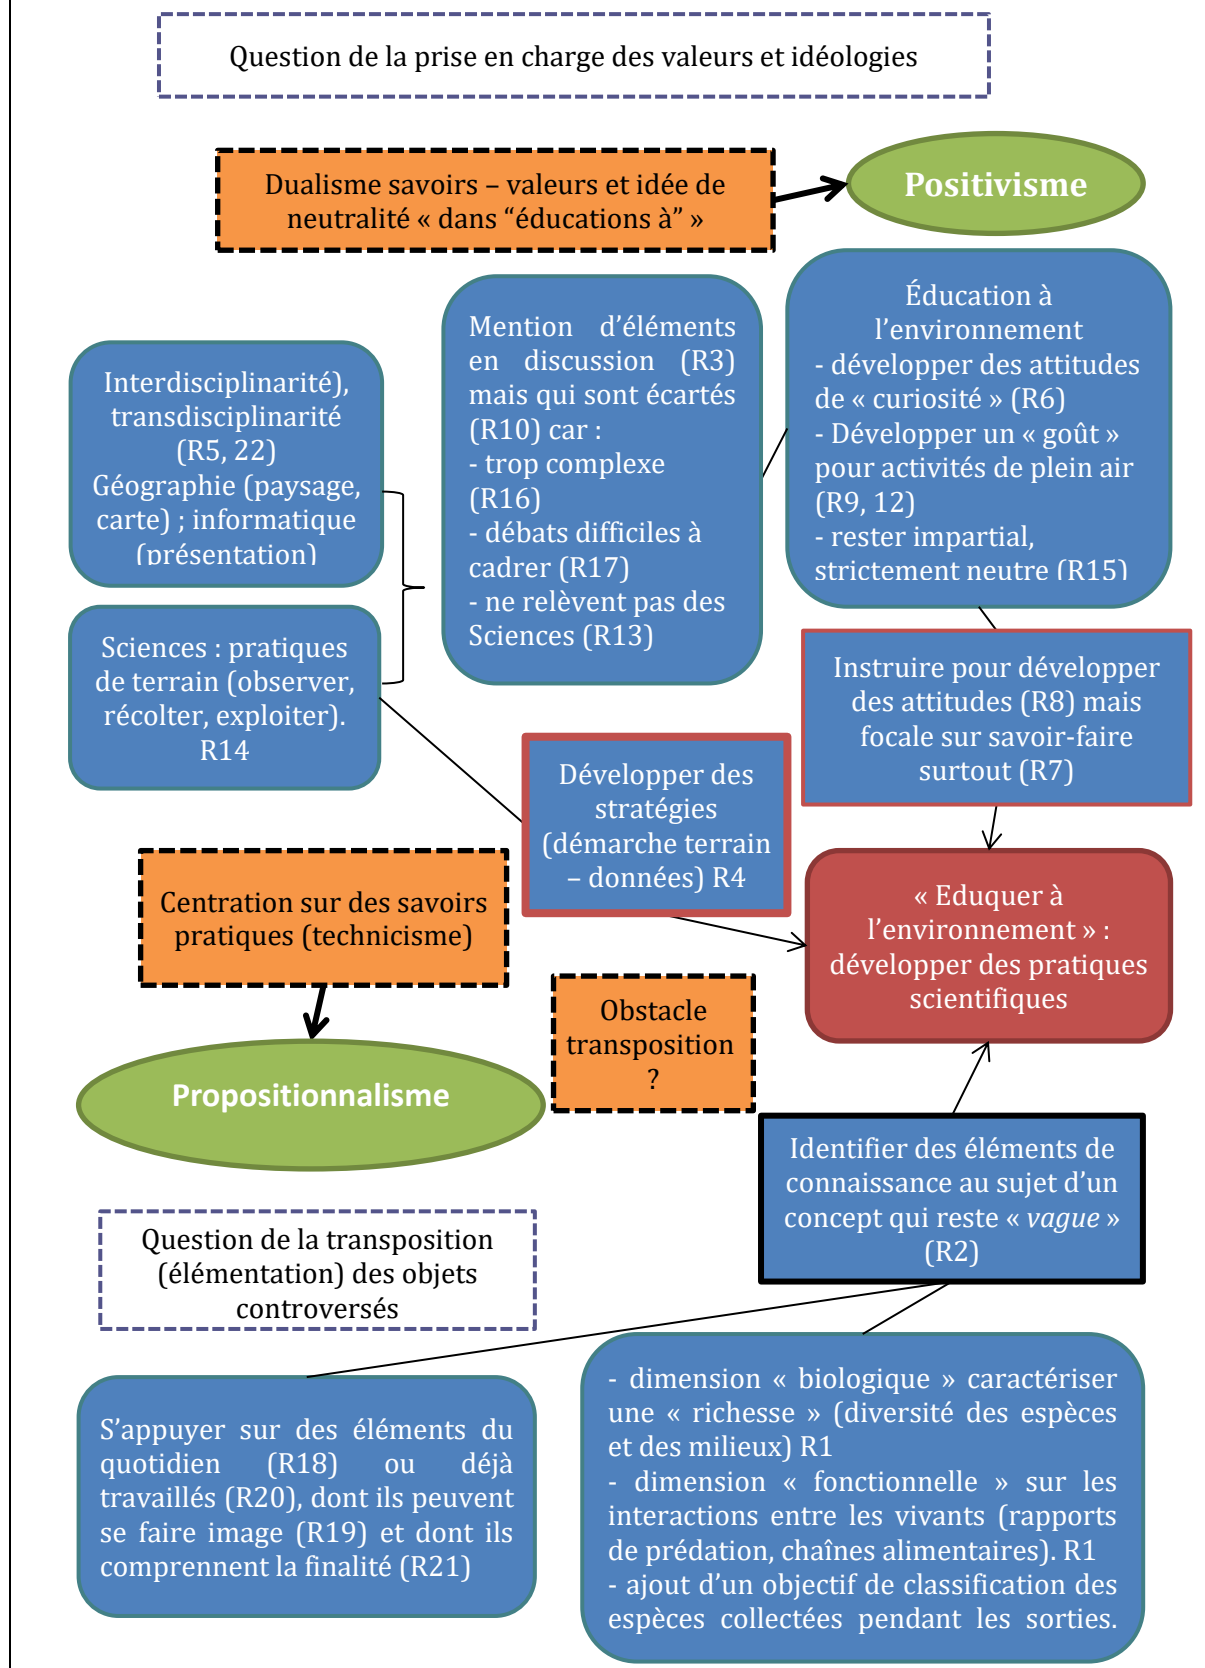 Question de la prise en charge des valeurs et idéologies
Dualisme savoirs – valeurs et idée de
neutralité « dans “éducations à” »
Positivisme
Interdisciplinarité),
transdisciplinarité
(R5, 22)
Géographie (paysage,
carte) ; informatique
(présentation)
Mention d’éléments
en discussion (R3)
mais qui sont écartés
(R10) car :
- trop complexe
(R16)
- débats difficiles à
cadrer (R17)
- ne relèvent pas des
Sciences (R13)
Éducation à
l’environnement
- développer des attitudes
de « curiosité » (R6)
- Développer un « goût »
pour activités de plein air
(R9, 12)
- rester impartial,
strictement neutre (R15)
Sciences : pratiques
de terrain (observer,
récolter, exploiter).
R14
Instruire pour développer
des attitudes (R8) mais
focale sur savoir-faire
surtout (R7)
Développer des
stratégies
(démarche terrain
– données) R4
Centration sur des savoirs
pratiques (technicisme)
« Eduquer à
l’environnement » :
développer des pratiques
scientifiques
Obstacle
transposition
?
Propositionnalisme
Identifier des éléments de
connaissance au sujet d’un
concept qui reste « vague »
(R2)
Question de la transposition
(élémentation) des objets
controversés
S’appuyer sur des éléments du
quotidien (R18) ou déjà
travaillés (R20), dont ils peuvent
se faire image (R19) et dont ils
comprennent la finalité (R21)
- dimension « biologique » caractériser
une « richesse » (diversité des espèces
et des milieux) R1
- dimension « fonctionnelle » sur les
interactions entre les vivants (rapports
de prédation, chaînes alimentaires). R1
- ajout d’un objectif de classification des
espèces collectées pendant les sorties.